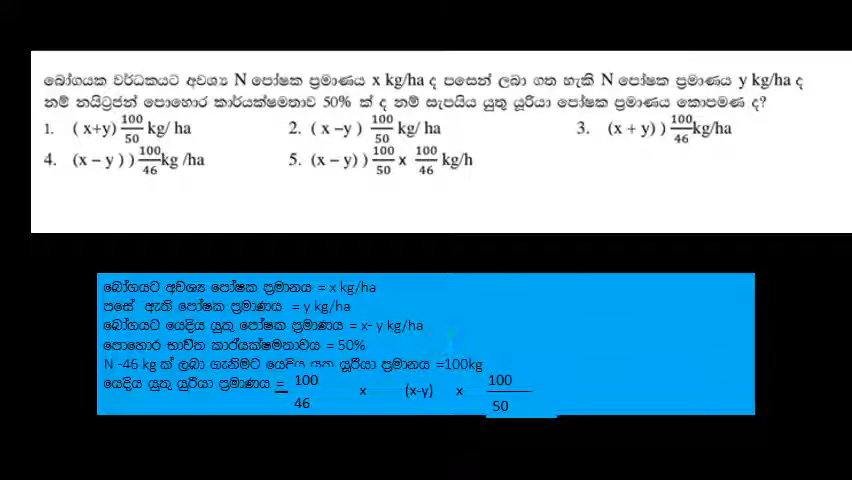 බෝගයක වර්ධකයට අවශ්‍ය N පෝෂක ප්‍රමාණය x kg/ha ද පසෙන් ලබා ගත හැකි N පෝෂක ප්‍රමාණය y kg/ha ද
නම් නයිට්‍රජන් පොහොර කාර්යක්ෂමතාව 50% ක් ද නම් සැපයිය යුතු යූරියා පෝෂක ප්‍රමාණය කොපමණ ද?
1. ( x+y) 100/50 kg/ ha 2. ( x –y ) 100/50 kg/ ha 3. (x + y) ) 100/46 kg/ha
4. (x – y) ) 100/46 kg /ha 5. (x – y) ) 100/50 x 100/46 kg/h
බෝගයට අවශ්‍ය පෝෂක ප්‍රමානය = x kg/ha
පසේ ඇති පෝෂක ප්‍රමාණය = y kg/ha
බෝගයට යෙදිය යුතු පෝෂක ප්‍රමාණය = x- y kg/ha
පොහොර භාවිත කාර්යක්ෂමතාවය = 50%
N -46 kg ක් ලබා ගැනිමට යෙදිය යුතු යූරියා ප්‍රමානය =100kg
යෙදිය යුතු යුරියා ප්‍රමාණය = 100/46 x (x-y) x 100/50